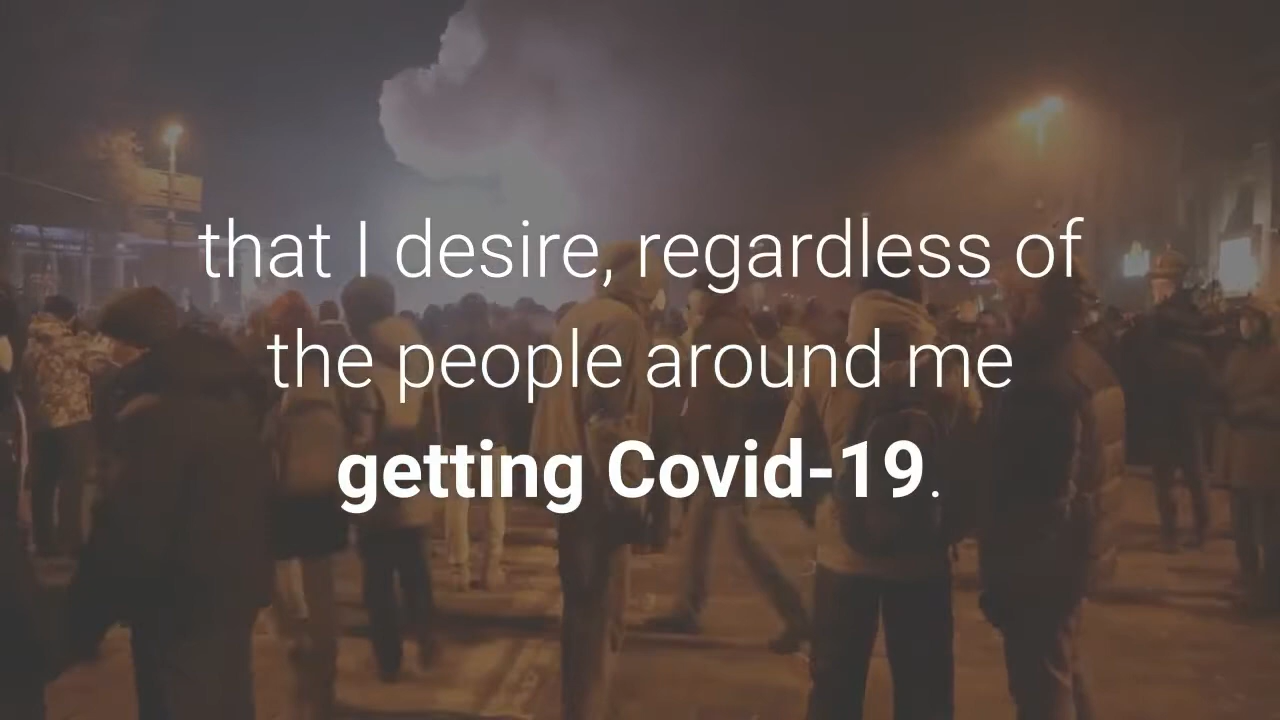 that I desire, regardless of
the people around me
getting Covid-19.